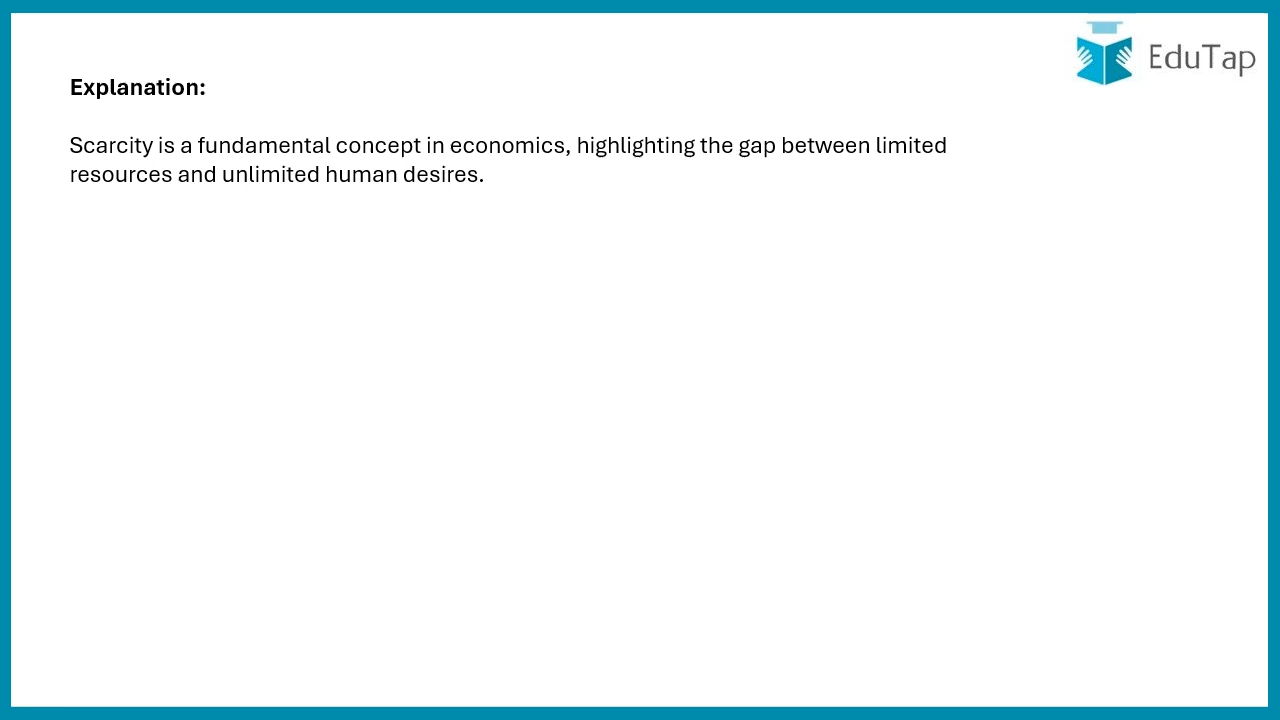 EduTap
Explanation:
Scarcity is a fundamental concept in economics, highlighting the gap between limited
resources and unlimited human desires.